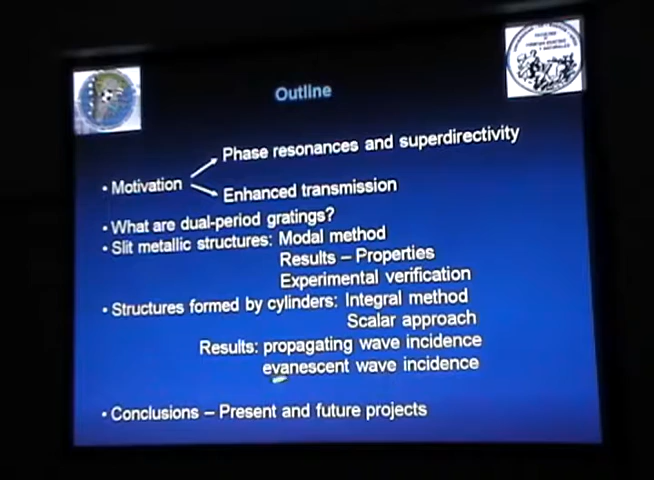 Outline
Phase resonances and superdirectivity
• Motivation
Enhanced transmission
• What are dual-period gratings?
• Slit metallic structures: Modal method
Results – Properties
Experimental verification
• Structures formed by cylinders: Integral method
Scalar approach
Results: propagating wave incidence
evanescent wave incidence
• Conclusions – Present and future projects